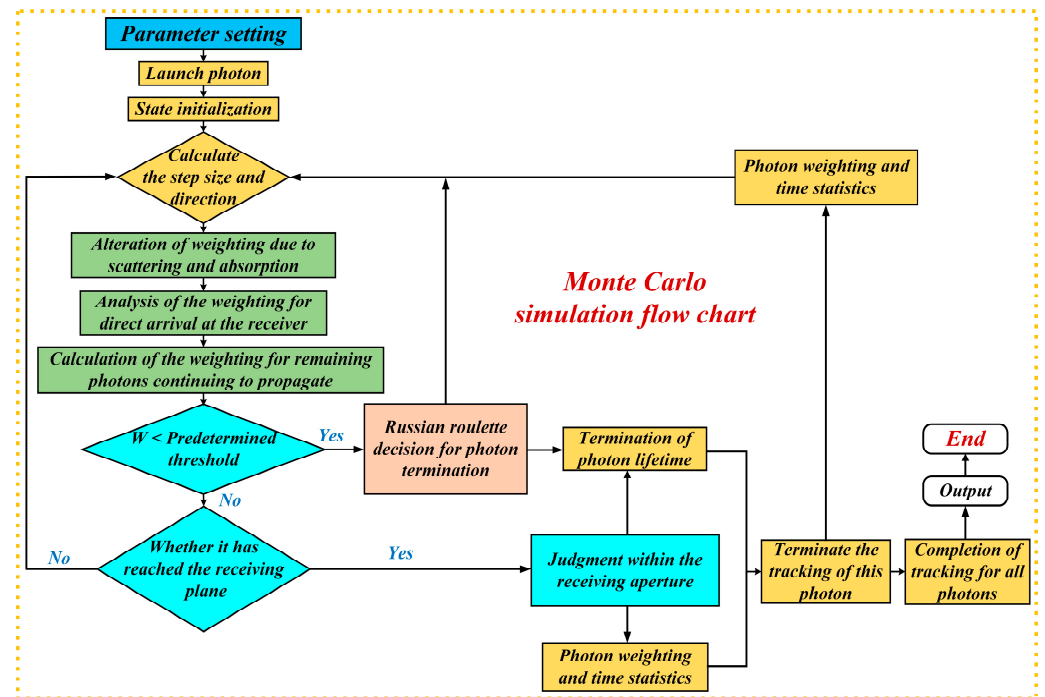 Parameter setting
Launch photon
State initialization
Calculate
the step size and
direction
Photon weighting and
time statistics
Alteration of weighting due to
scattering and absorption
Monte Carlo
simulation flow chart
Analysis of the weighting for
direct arrival at the receiver
Calculation of the weighting for remaining
photons continuing to propagate
W < Predetermined
threshold
Yes
Russian roulette
decision for photon
termination
Termination of
photon lifetime
End
Output
No
Whether it has
reached the receiving
plane
No
Yes
Judgment within the
receiving aperture
Terminate the
tracking of this
photon
Completion of
tracking for all
photons
Photon weighting
and time statistics